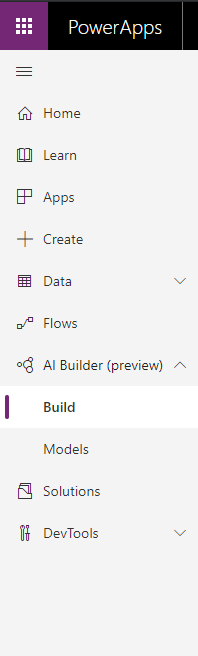 PowerApps
Home
Learn
Apps
Create
Data
Flows
AI Builder (preview)
Build
Models
Solutions
DevTools